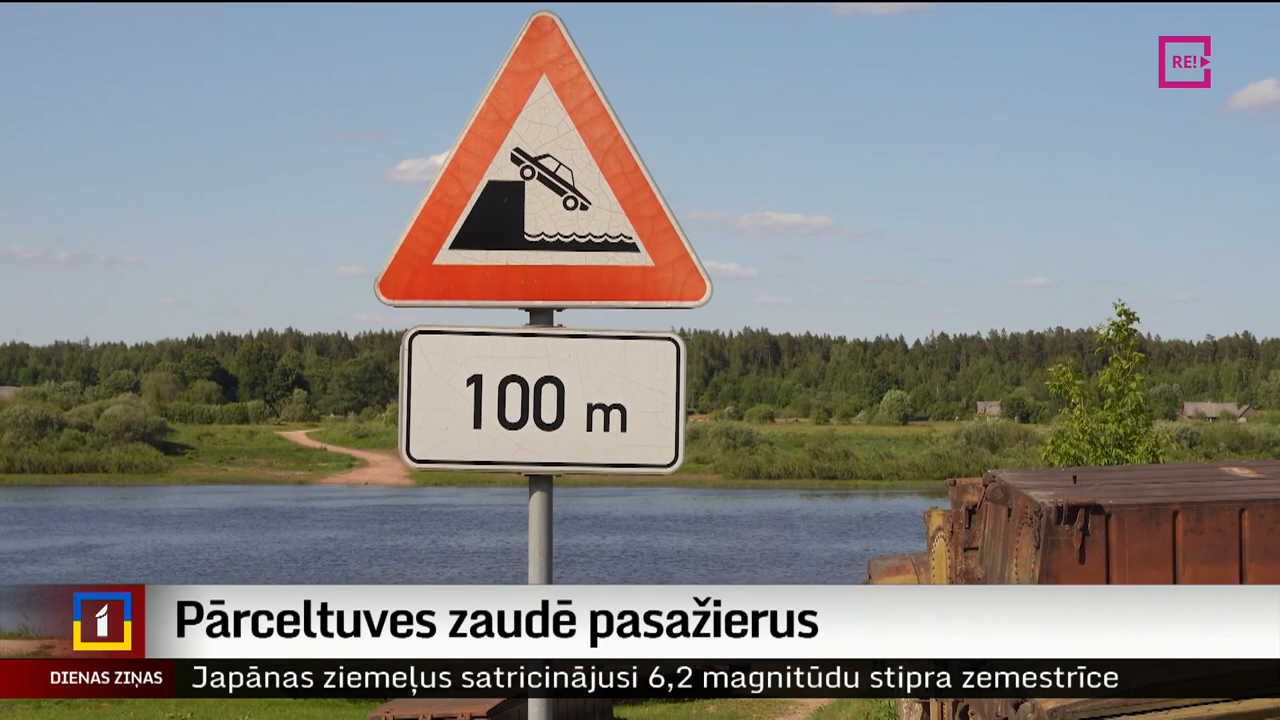 RE!
100 m
1
Pārceltuves zaudē pasažierus
DIENAS ZIŅAS
Japānas ziemeļus satricinājusi 6,2 magnitūdu stipra zemestrīce